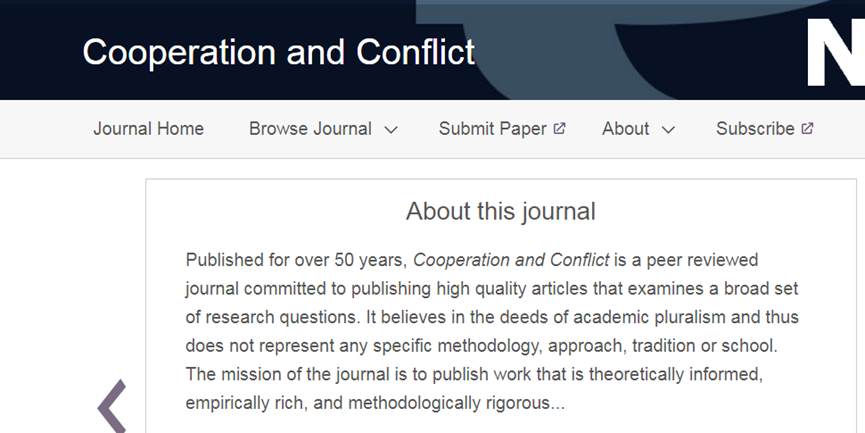 Cooperation and Conflict
N
Journal Home Browse Journal Submit Paper About Subscribe
About this journal
Published for over 50 years, Cooperation and Conflict is a peer reviewed
journal committed to publishing high quality articles that examines a broad set
of research questions. It believes in the deeds of academic pluralism and thus
does not represent any specific methodology, approach, tradition or school.
The mission of the journal is to publish work that is theoretically informed,
empirically rich, and methodologically rigorous...